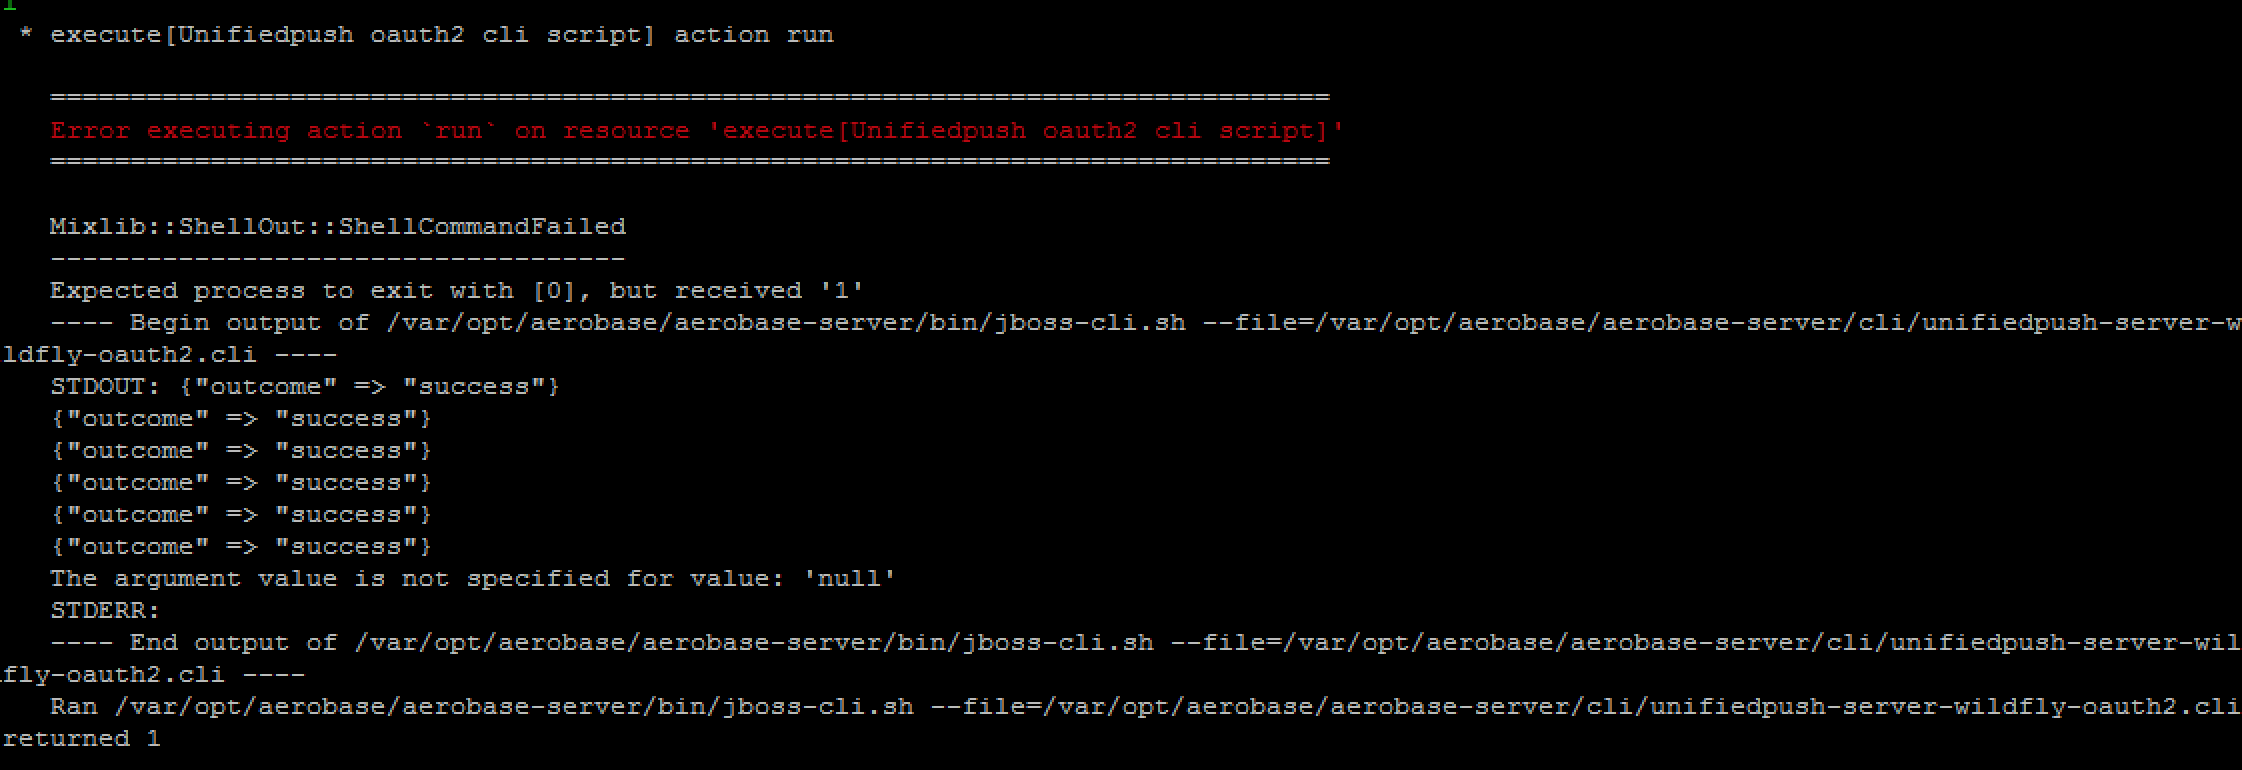 * execute[Unifiedpush oauth2 cli script] action run
================================================================================
Error executing action `run` on resource 'execute[Unifiedpush oauth2 cli script]'
================================================================================
Mixlib::ShellOut::ShellCommandFailed
------------------------------------
Expected process to exit with [0], but received '1'
---- Begin output of /var/opt/aerobase/aerobase-server/bin/jboss-cli.sh --file=/var/opt/aerobase/aerobase-server/cli/unifiedpush-server-w
ldfly-oauth2.cli ----
STDOUT: {"outcome" => "success"}
{"outcome" => "success"}
{"outcome" => "success"}
{"outcome" => "success"}
{"outcome" => "success"}
{"outcome" => "success"}
The argument value is not specified for value: 'null'
STDERR:
---- End output of /var/opt/aerobase/aerobase-server/bin/jboss-cli.sh --file=/var/opt/aerobase/aerobase-server/cli/unifiedpush-server-wil
fly-oauth2.cli ----
Ran /var/opt/aerobase/aerobase-server/bin/jboss-cli.sh --file=/var/opt/aerobase/aerobase-server/cli/unifiedpush-server-wildfly-oauth2.cli
returned 1